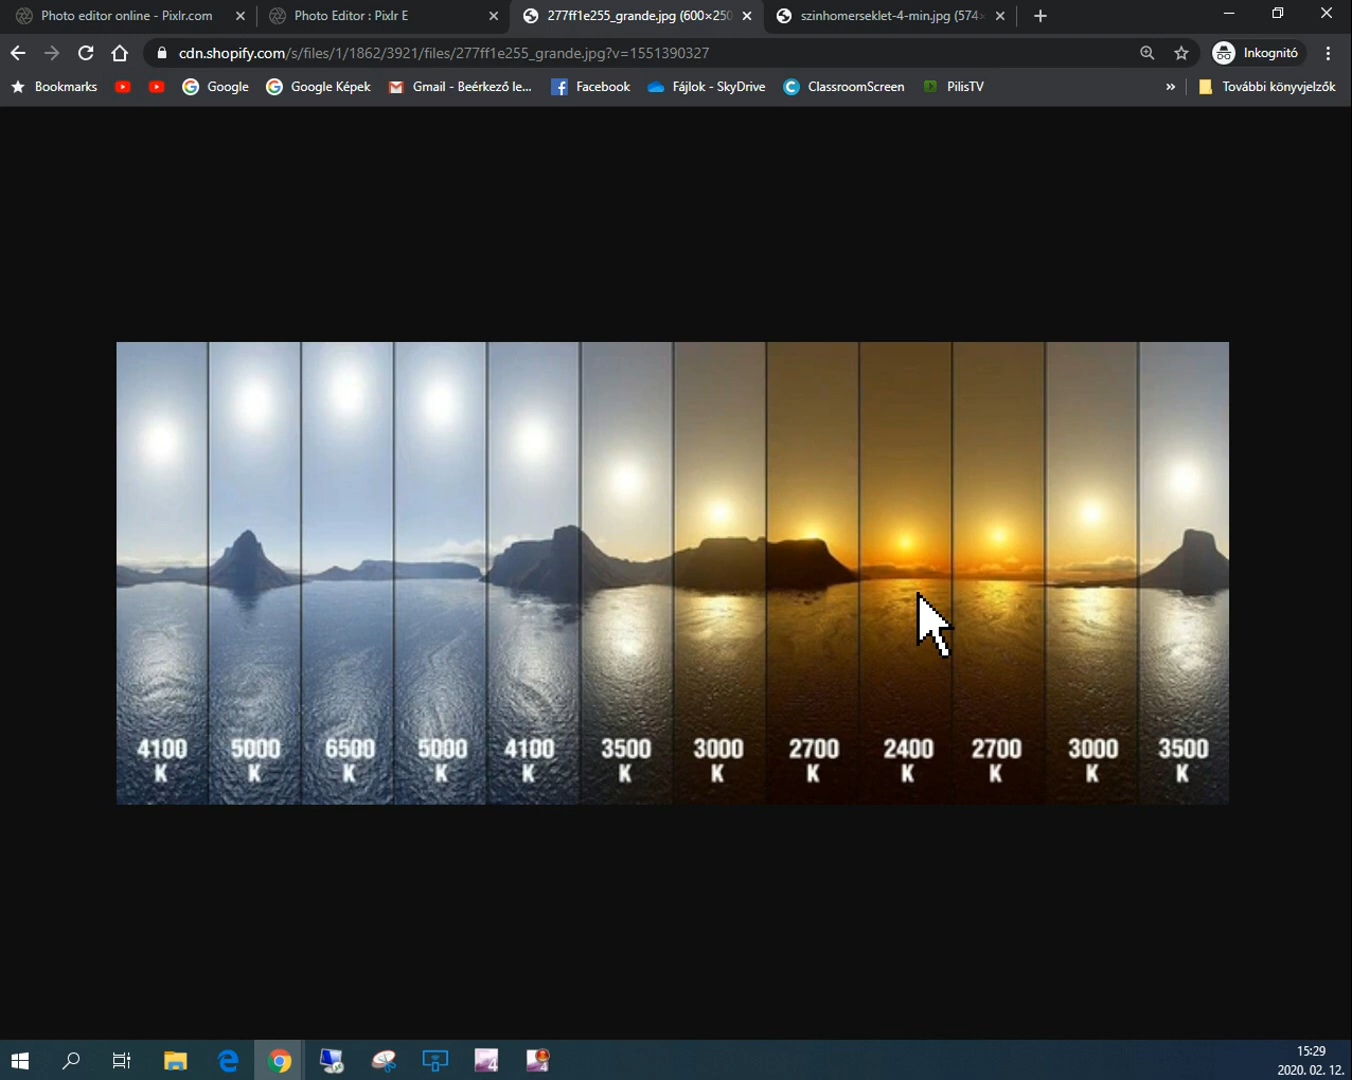 Photo editor online - Pixlr.com
Photo Editor : Pixlr E
277ff1e255_grande.jpg (600×250
szinhomerseklet-4-min.jpg (574×
cdn.shopify.com/s/files/1/1862/3921/files/277ff1e255_grande.jpg?v=1551390327
Inkognitó
Bookmarks
Google
Google Képek
Gmail - Beérkező le...
Facebook
Fájlok - SkyDrive
ClassroomScreen
PilisTV
»
További könyvjelzők
4100 K
5000 K
6500 K
5000 K
4100 K
3500 K
3000 K
2700 K
2400 K
2700 K
3000 K
3500 K
15:29
2020. 02. 12.